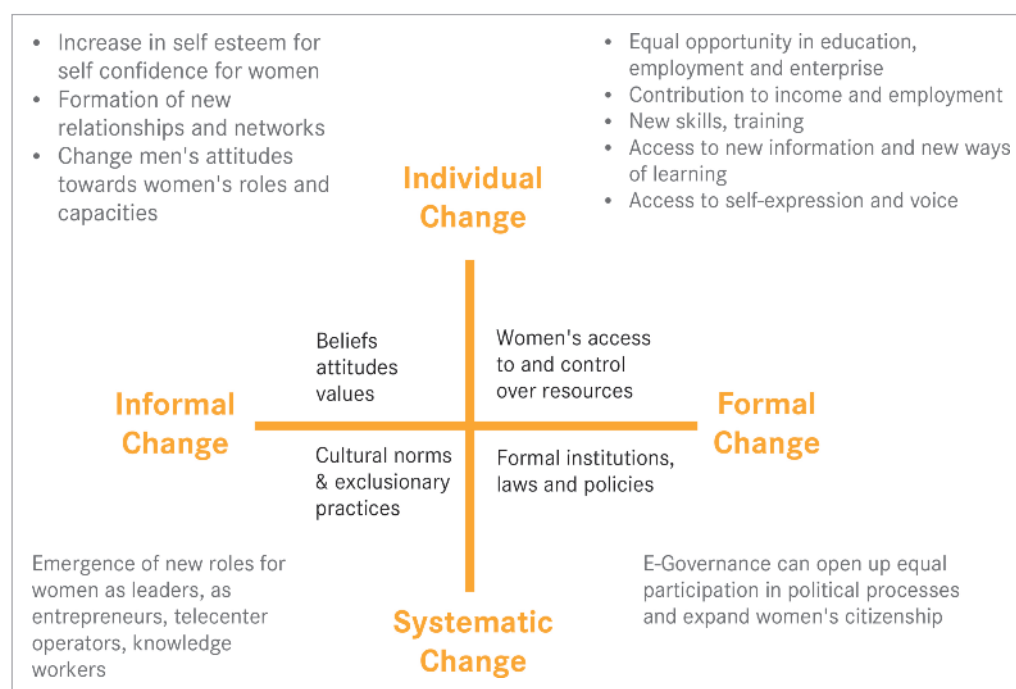 • Increase in self esteem for
self confidence for women
• Formation of new
relationships and networks
• Change men's attitudes
towards women's roles and
capacities
• Equal opportunity in education,
employment and enterprise
• Contribution to income and employment
• New skills, training
• Access to new information and new ways
of learning
• Access to self-expression and voice
Individual
Change
Beliefs
attitudes
values
Women's access
to and control
over resources
Informal
Change
Formal
Change
Cultural norms
& exclusionary
practices
Formal institutions,
laws and policies
Emergence of new roles for
women as leaders, as
entrepreneurs, telecenter
operators, knowledge
workers
E-Governance can open up equal
participation in political processes
and expand women's citizenship
Systematic
Change